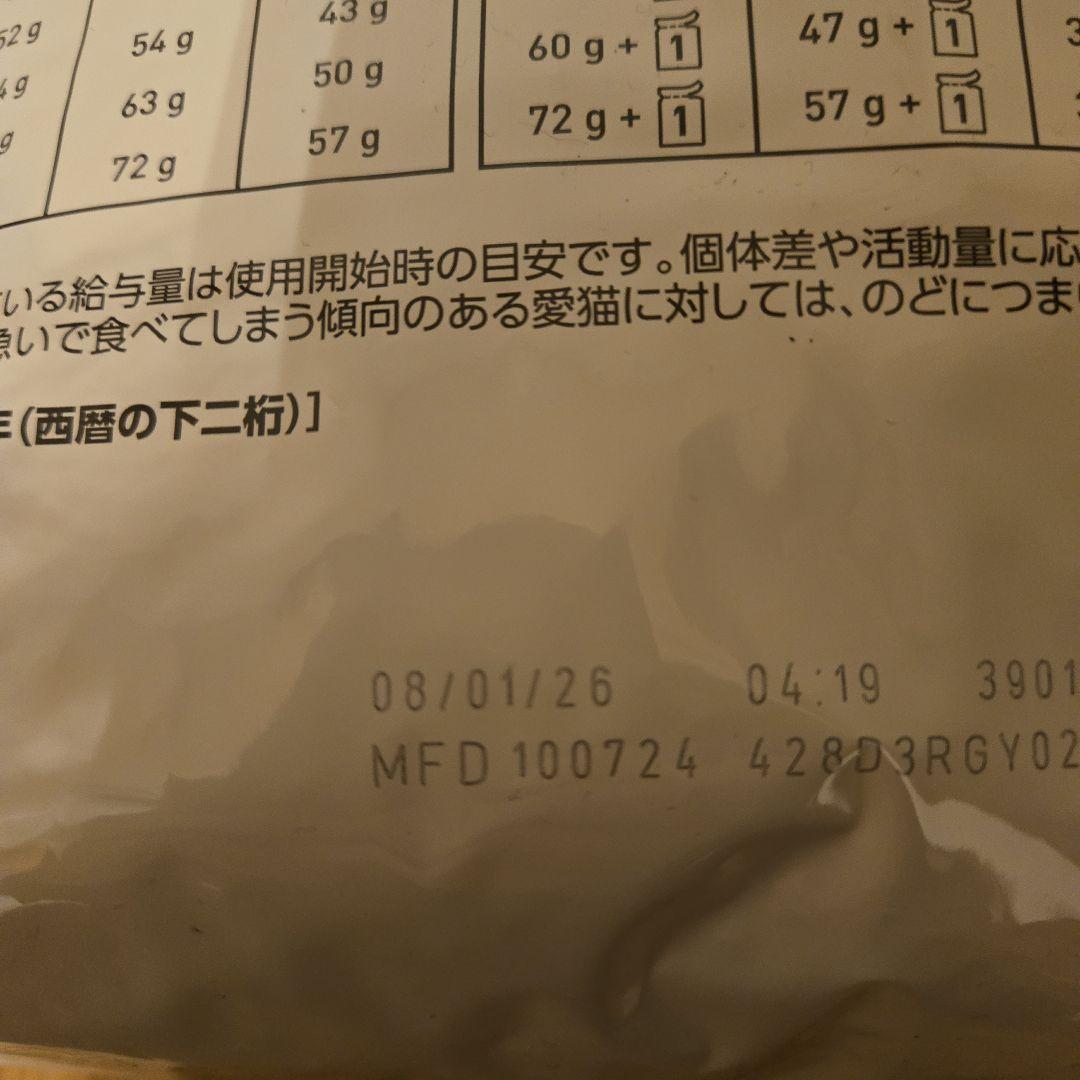 52 g 54 g 43 g 60 g + 1 47 g + 1
63 g 50 g 72 g + 1 57 g + 1
72 g 57 g
いる給与量は使用開始時の目安です。個体差や活動量に応
いで食べてしまう傾向のある愛猫に対しては、のどにつま
(西暦の下二桁)]
08/01/26 04:19 3901
MFD 100724 428D3RGY02